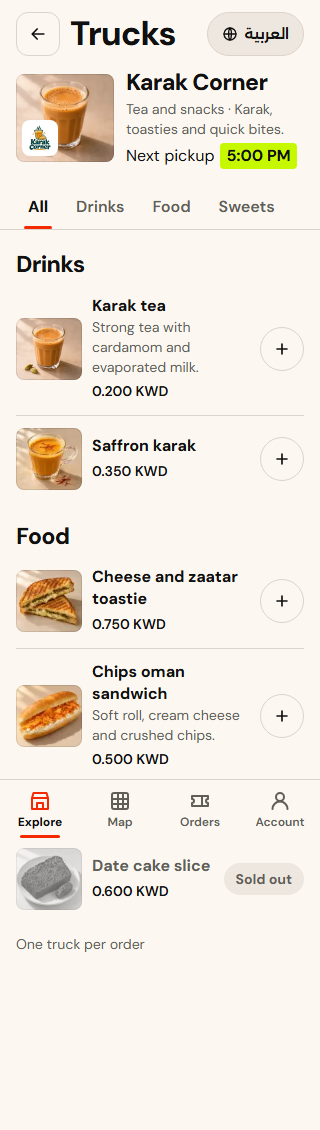 Trucks
العربية
Karak Corner
Karak Corner
Tea and snacks · Karak,
toasties and quick bites.
Next pickup 5:00 PM
All Drinks Food Sweets
Drinks
Karak tea
Strong tea with
cardamom and
evaporated milk.
0.200 KWD
Saffron karak
0.350 KWD
Food
Cheese and zaatar
toastie
0.750 KWD
Chips oman
sandwich
Soft roll, cream cheese
and crushed chips.
0.500 KWD
Explore Map Orders Account
Date cake slice
0.600 KWD
Sold out
One truck per order